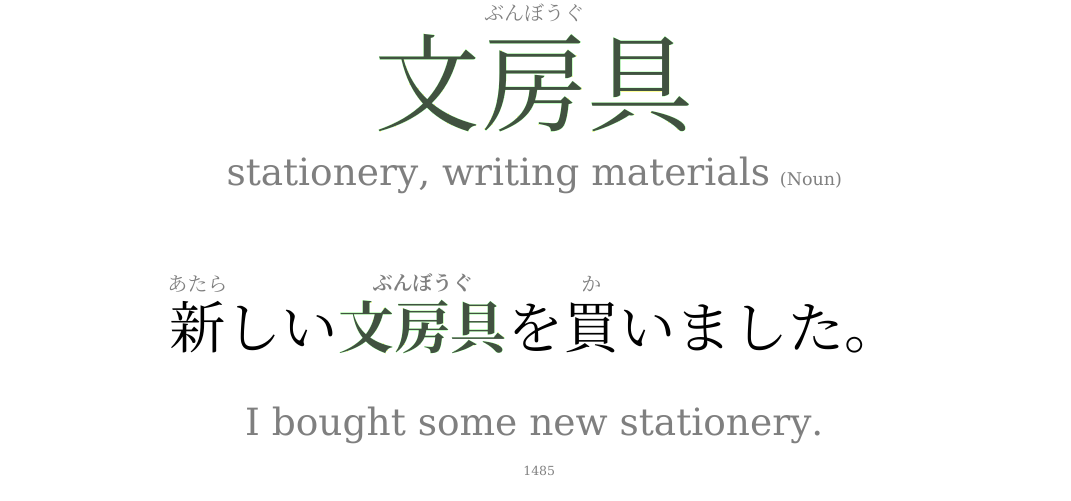 ぶんぼうぐ
文房具
stationery, writing materials (Noun)
あたら ぶんぼうぐ か
新しい文房具を買いました。
I bought some new stationery.
1485